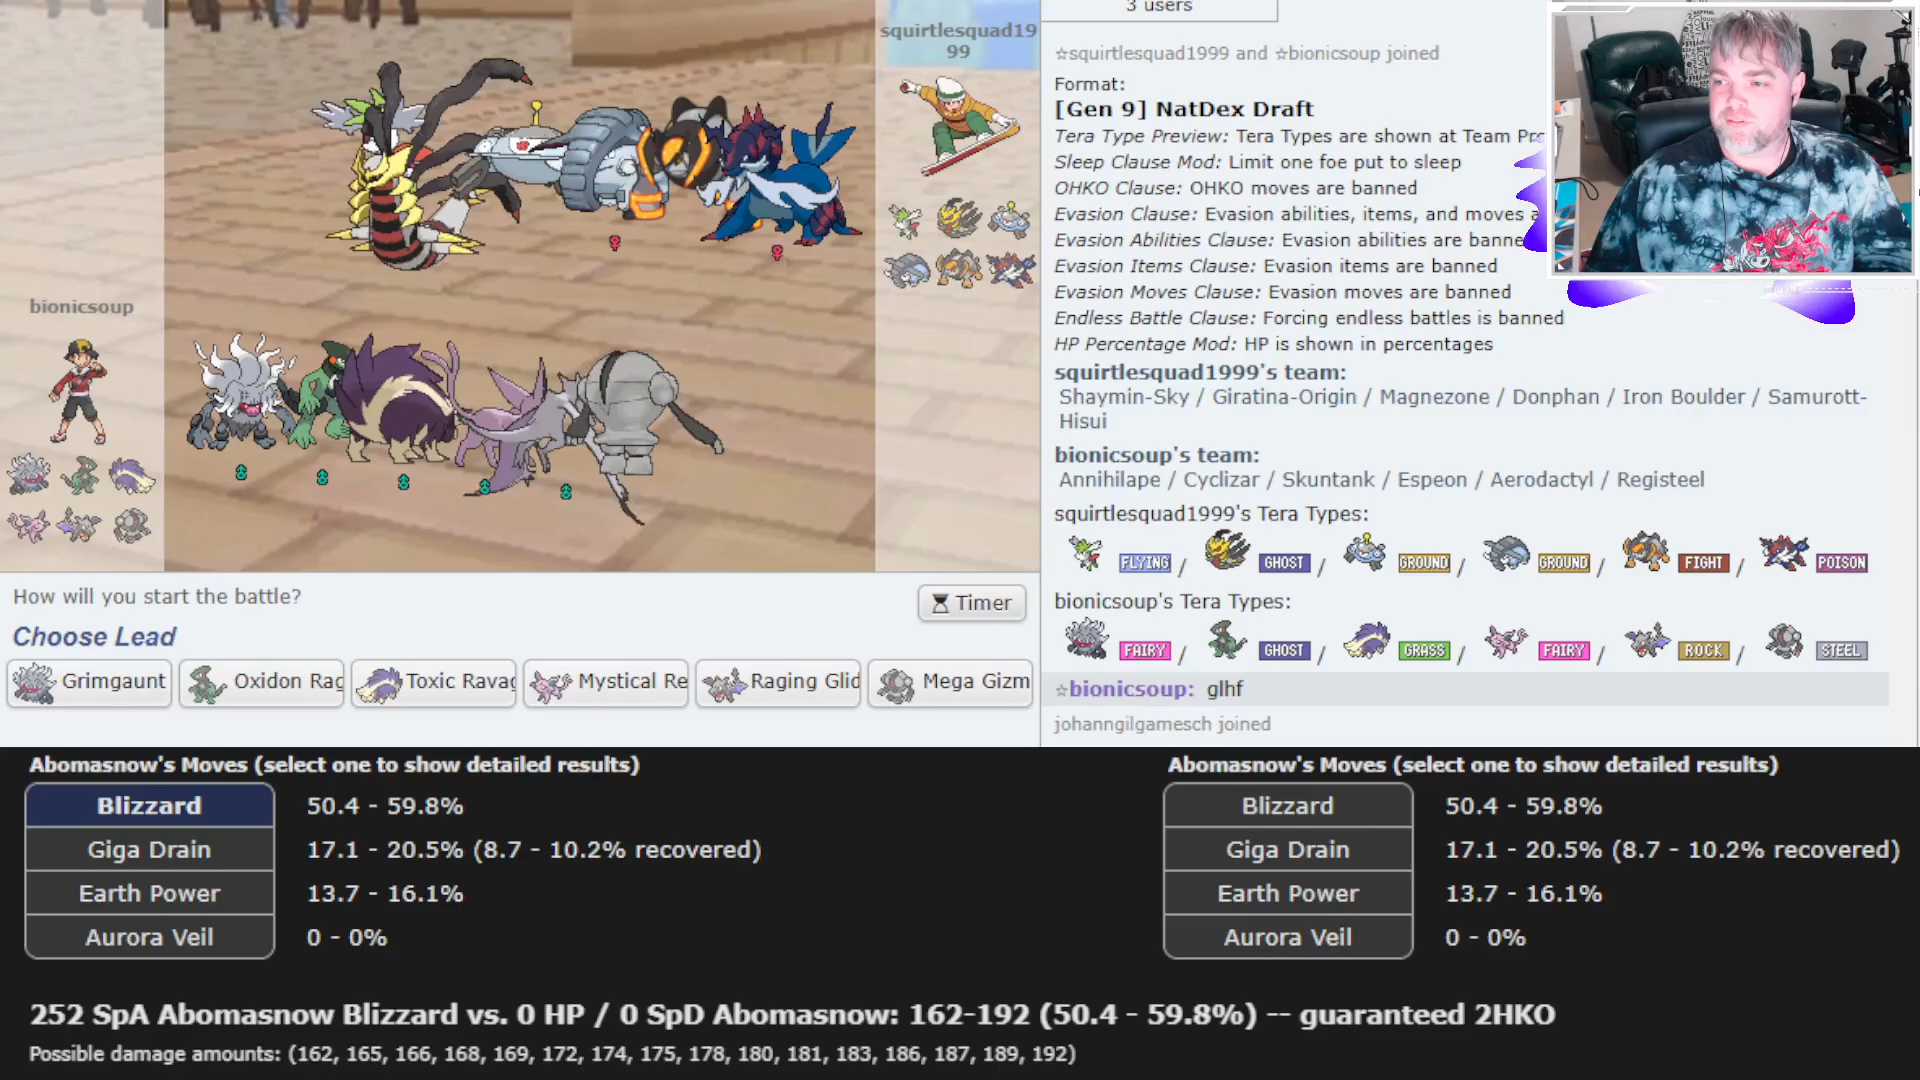 3 users
squirtlesquad19
99
☆squirtlesquad1999 and ☆bionicsoup joined
Format:
[Gen 9] NatDex Draft
Tera Type Preview: Tera Types are shown at Team Pre
Sleep Clause Mod: Limit one foe put to sleep
OHKO Clause: OHKO moves are banned
Evasion Clause: Evasion abilities, items, and moves a
Evasion Abilities Clause: Evasion abilities are banne
Evasion Items Clause: Evasion items are banned
Evasion Moves Clause: Evasion moves are banned
Endless Battle Clause: Forcing endless battles is banned
HP Percentage Mod: HP is shown in percentages
squirtlesquad1999's team:
Shaymin-Sky / Giratina-Origin / Magnezone / Donphan / Iron Boulder / Samurott-
Hisui
bionicsoup's team:
Annihilape / Cyclizar / Skuntank / Espeon / Aerodactyl / Registeel
squirtlesquad1999's Tera Types:
FLYING / GHOST / GROUND / GROUND / FIGHT / POISON
bionicsoup's Tera Types:
FAIRY / GHOST / GRASS / FAIRY / ROCK / STEEL
☆bionicsoup: glhf
johanngilgamesch joined
bionicsoup
How will you start the battle?
Timer
Choose Lead
Grimgaunt
Oxidon Rag
Toxic Ravag
Mystical Re
Raging Glid
Mega Gizm
Abomasnow's Moves (select one to show detailed results)
Blizzard 50.4 - 59.8%
Giga Drain 17.1 - 20.5% (8.7 - 10.2% recovered)
Earth Power 13.7 - 16.1%
Aurora Veil 0 - 0%
Abomasnow's Moves (select one to show detailed results)
Blizzard 50.4 - 59.8%
Giga Drain 17.1 - 20.5% (8.7 - 10.2% recovered)
Earth Power 13.7 - 16.1%
Aurora Veil 0 - 0%
252 SpA Abomasnow Blizzard vs. 0 HP / 0 SpD Abomasnow: 162-192 (50.4 - 59.8%) -- guaranteed 2HKO
Possible damage amounts: (162, 165, 166, 168, 169, 172, 174, 175, 178, 180, 181, 183, 186, 187, 189, 192)